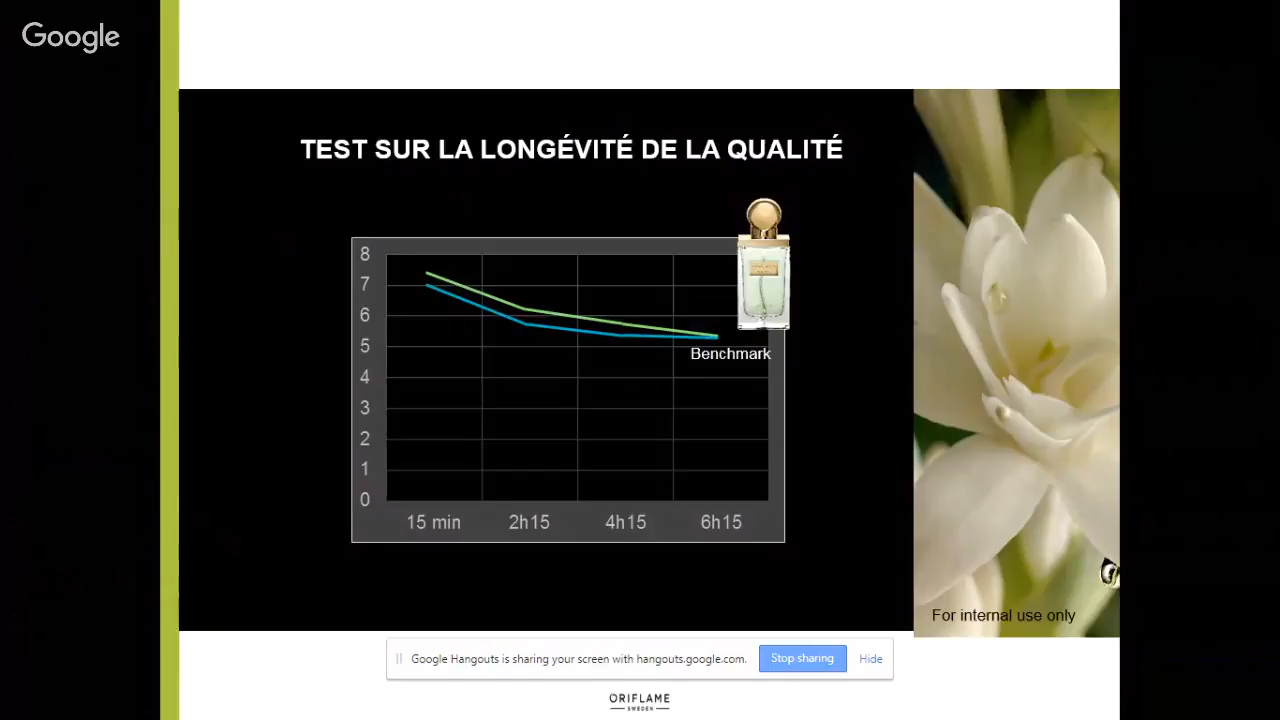 Google
TEST SUR LA LONGÉVITÉ DE LA QUALITÉ
8
7
6
5
4
3
2
1
0
Benchmark
15 min 2h15 4h15 6h15
For internal use only
Google Hangouts is sharing your screen with hangouts.google.com. Stop sharing Hide
ORIFLAME
SWEDEN